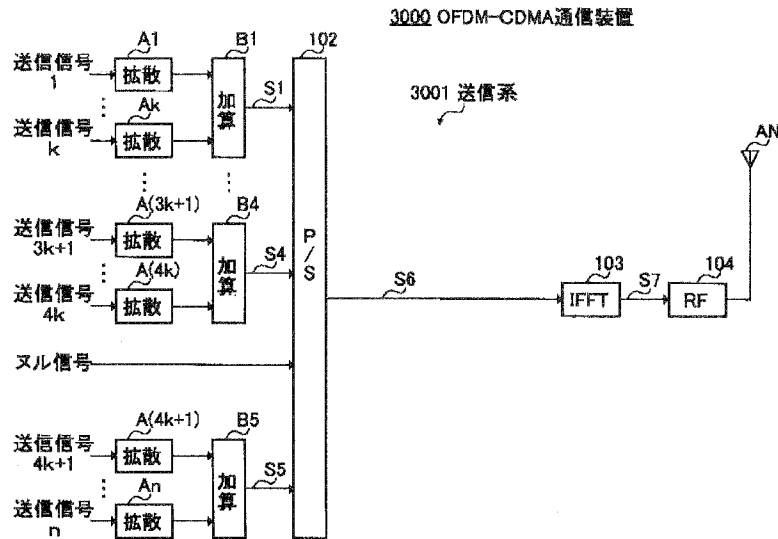 3000 OFDM-CDMA通信装置
A1
B1
102
送信信号
1
拡散
加算
S1
3001 送信系
Ak
送信信号
k
拡散
AN
A(3k+1)
B4
送信信号
3k+1
拡散
加算
S4
P/S
A(4k)
送信信号
4k
拡散
S6
103
IFFT
S7
104
RF
ヌル信号
A(4k+1)
B5
送信信号
4k+1
拡散
加算
S5
An
送信信号
n
拡散